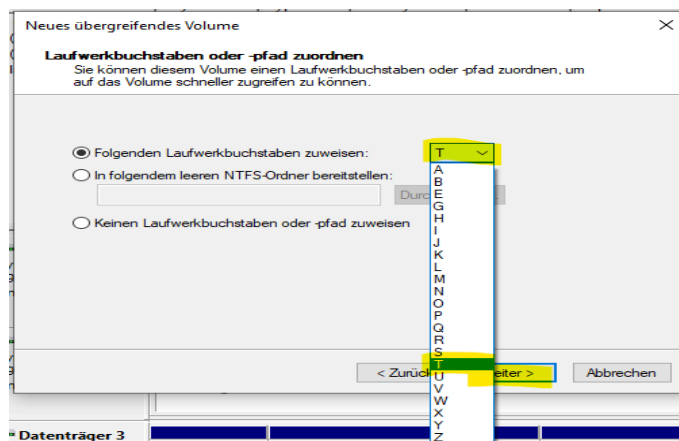 Neues übergreifendes Volume
Laufwerkbuchstaben oder -pfad zuordnen
Sie können diesem Volume einen Laufwerkbuchstaben oder -pfad zuordnen, um
auf das Volume schneller zugreifen zu können.
Folgenden Laufwerkbuchstaben zuweisen:
T
In folgendem leeren NTFS-Ordner bereitstellen:
Keinen Laufwerkbuchstaben oder -pfad zuweisen
A
B
E
G
H
I
J
K
L
M
N
O
P
Q
R
S
T
U
V
W
X
Y
Z
< Zurück
eiter >
Abbrechen
Datenträger 3